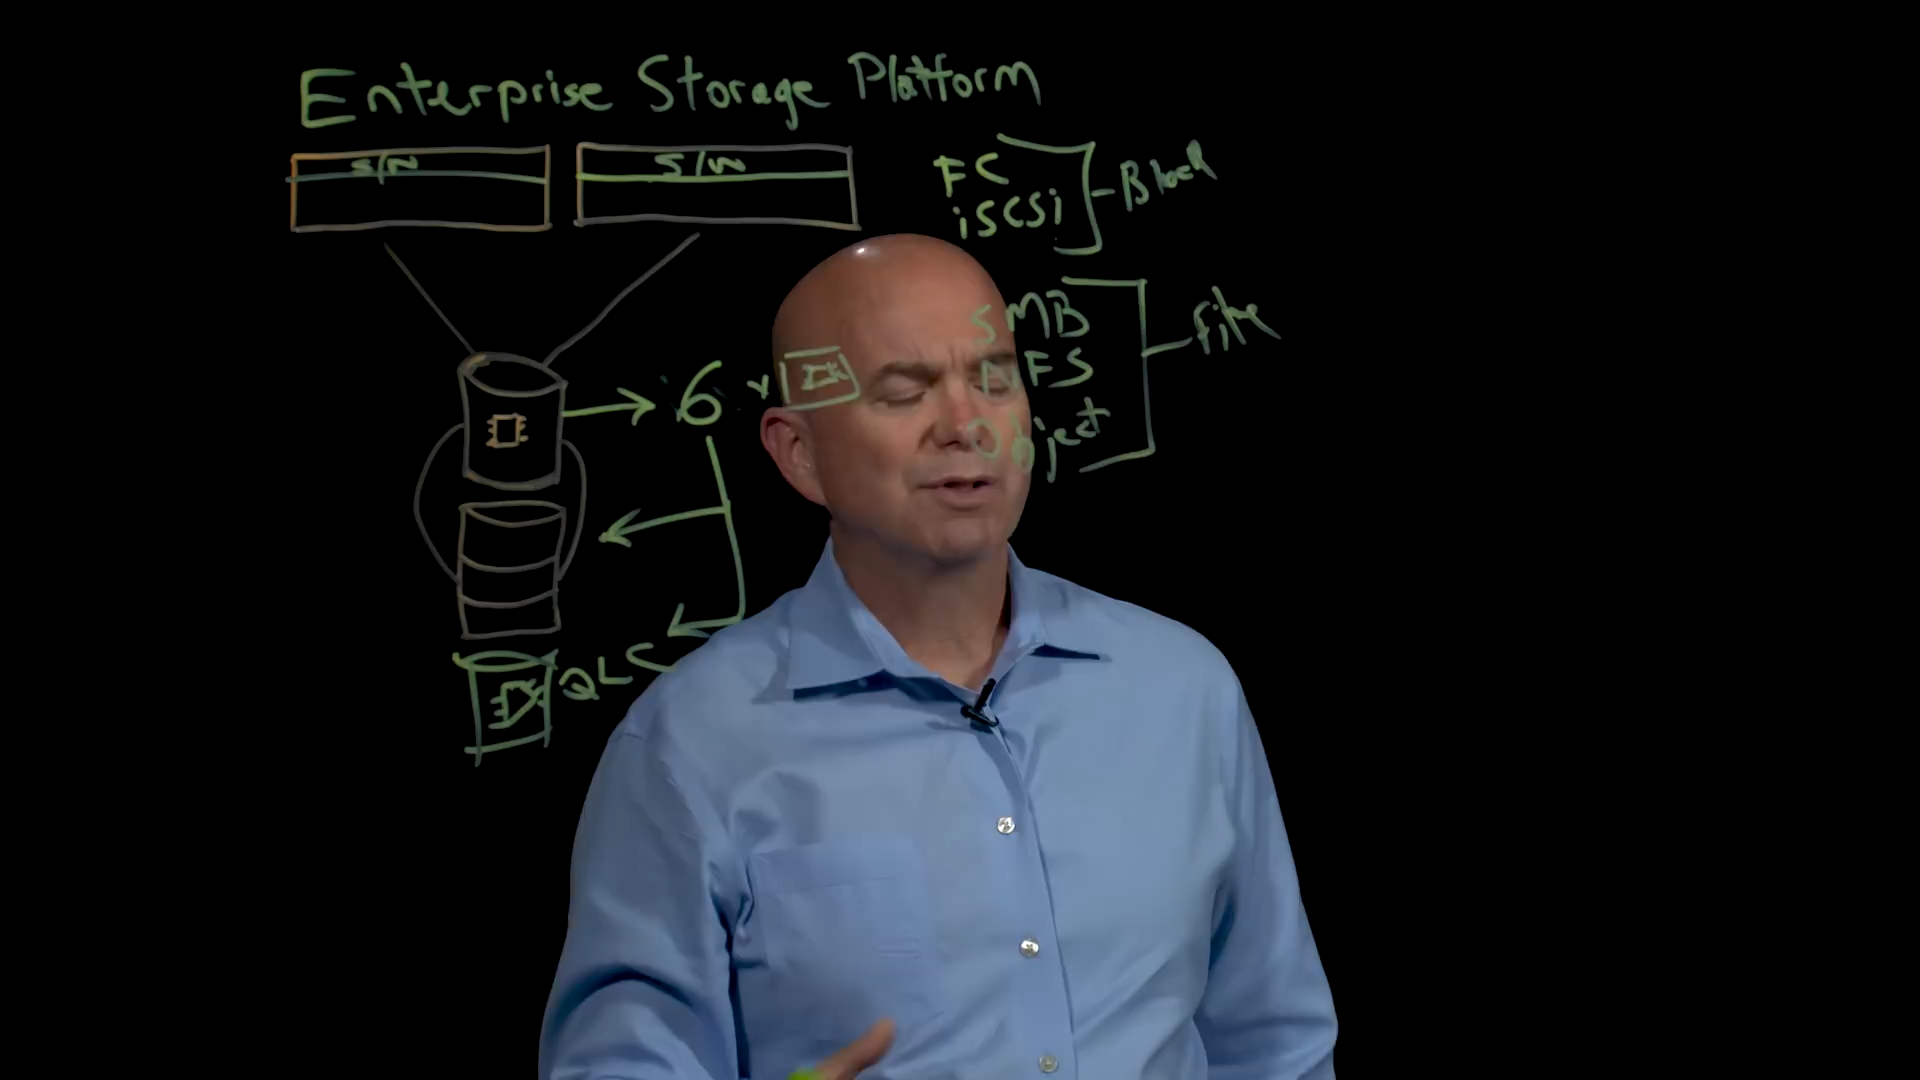 Enterprise Storage Platform
S/W
S/W
FC
iSCSi
Block
SMB
NFS
Object
File
6 x
QLC